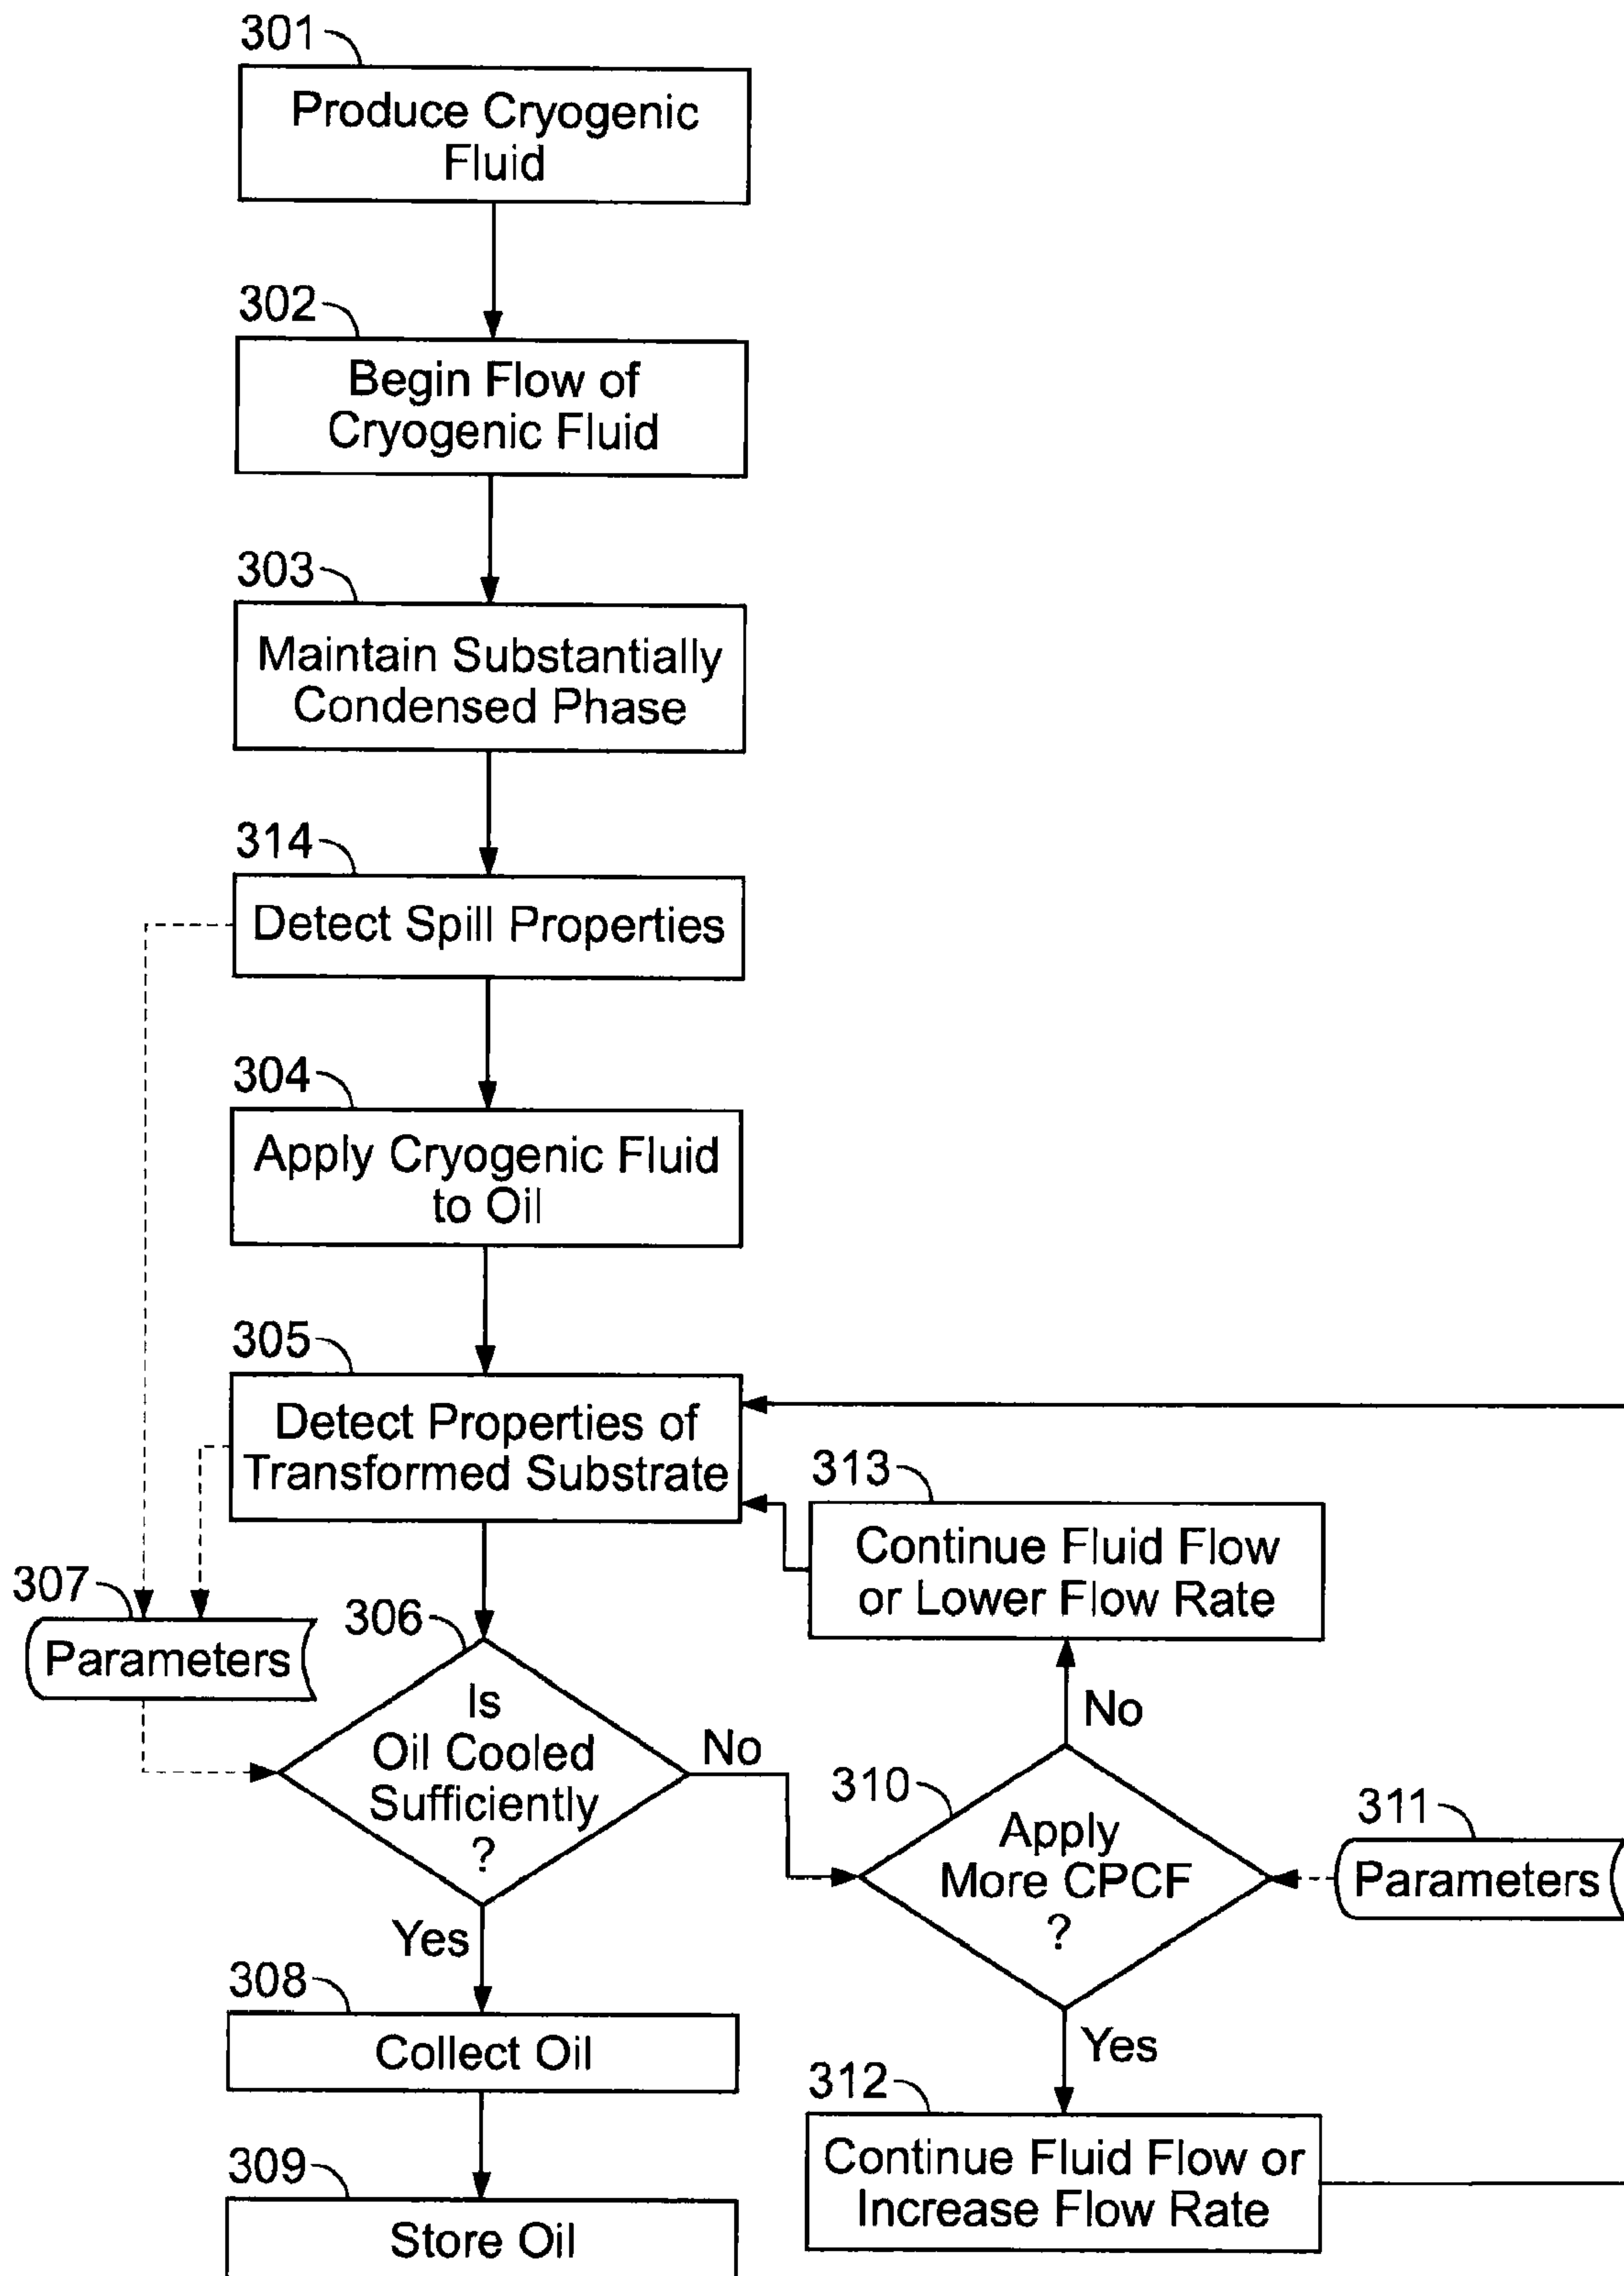 301
Produce Cryogenic
Fluid
302
Begin Flow of
Cryogenic Fluid
303
Maintain Substantially
Condensed Phase
314
Detect Spill Properties
304
Apply Cryogenic Fluid
to Oil
305
Detect Properties of
Transformed Substrate
313
Continue Fluid Flow
or Lower Flow Rate
307
Parameters
306
Is
Oil Cooled
Sufficiently
?
No
Yes
310
Apply
More CPCF
?
No
Yes
311
Parameters
308
Collect Oil
312
Continue Fluid Flow or
Increase Flow Rate
309
Store Oil